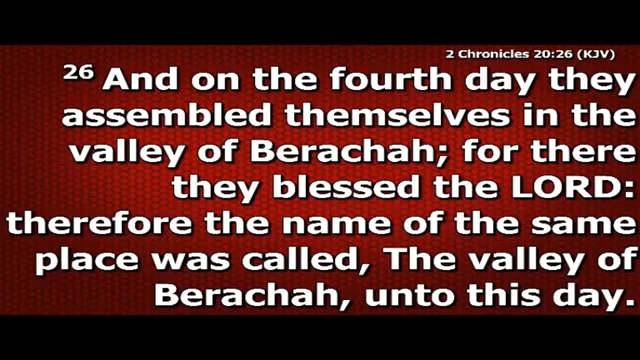 2 Chronicles 20:26 (KJV)
26 And on the fourth day they
assembled themselves in the
valley of Berachah; for there
they blessed the LORD:
therefore the name of the same
place was called, The valley of
Berachah, unto this day.